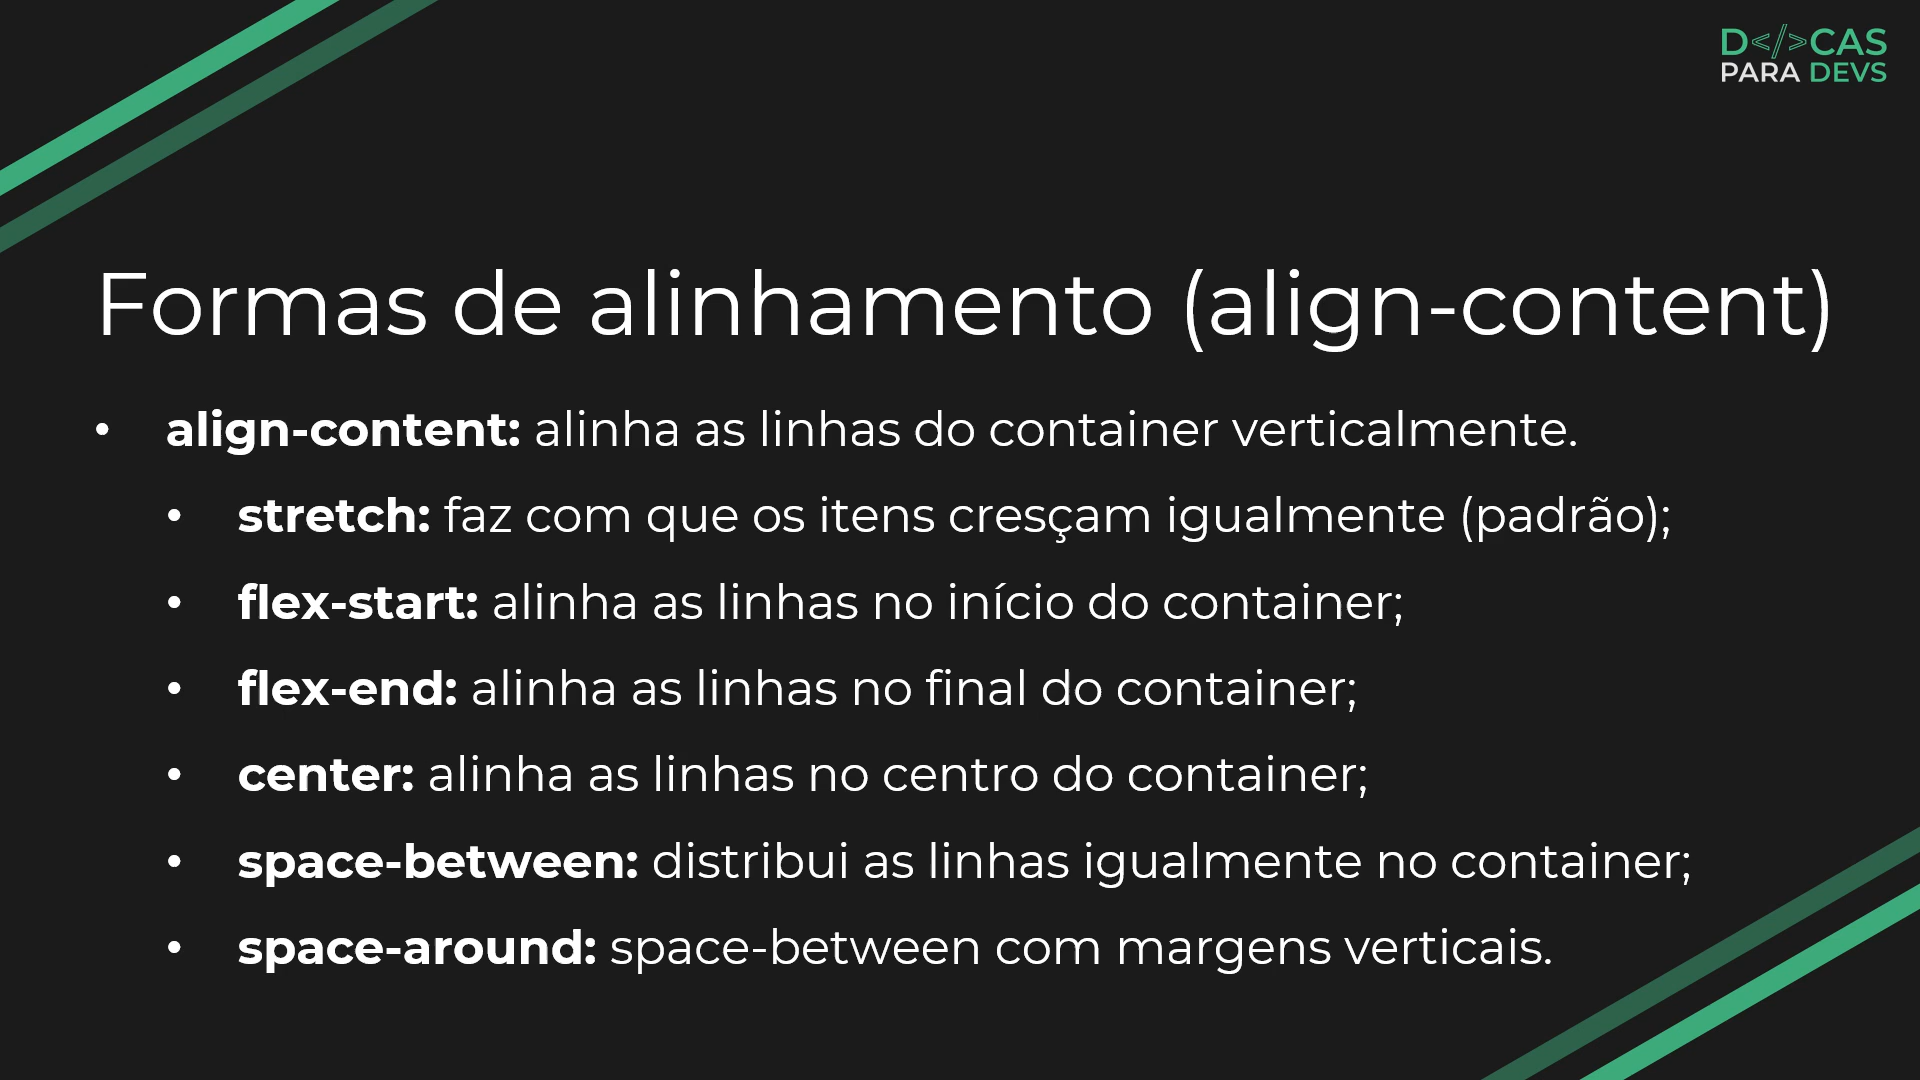 D</>CAS
PARA DEVS
Formas de alinhamento (align-content)
• align-content: alinha as linhas do container verticalmente.
• stretch: faz com que os itens cresçam igualmente (padrão);
• flex-start: alinha as linhas no início do container;
• flex-end: alinha as linhas no final do container;
• center: alinha as linhas no centro do container;
• space-between: distribui as linhas igualmente no container;
• space-around: space-between com margens verticais.